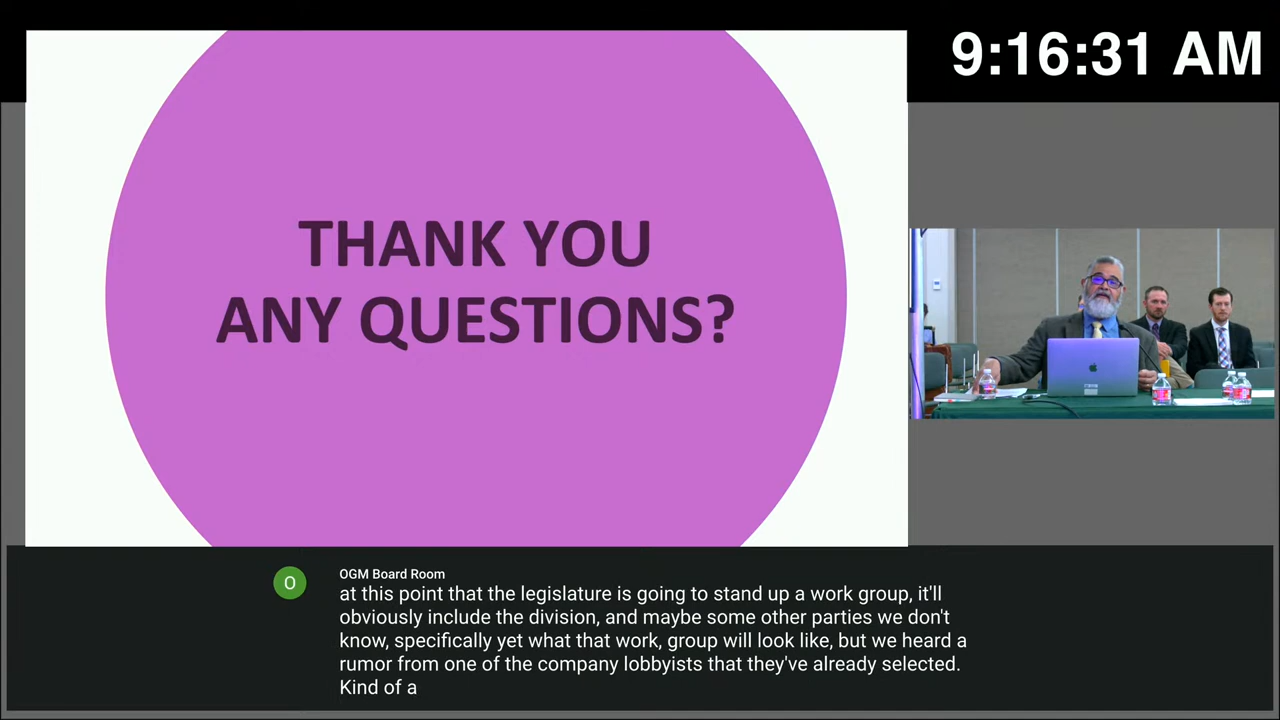 9:16:31 AM
THANK YOU
ANY QUESTIONS?
O
OGM Board Room
at this point that the legislature is going to stand up a work group, it'll
obviously include the division, and maybe some other parties we don't
know, specifically yet what that work, group will look like, but we heard a
rumor from one of the company lobbyists that they've already selected.
Kind of a